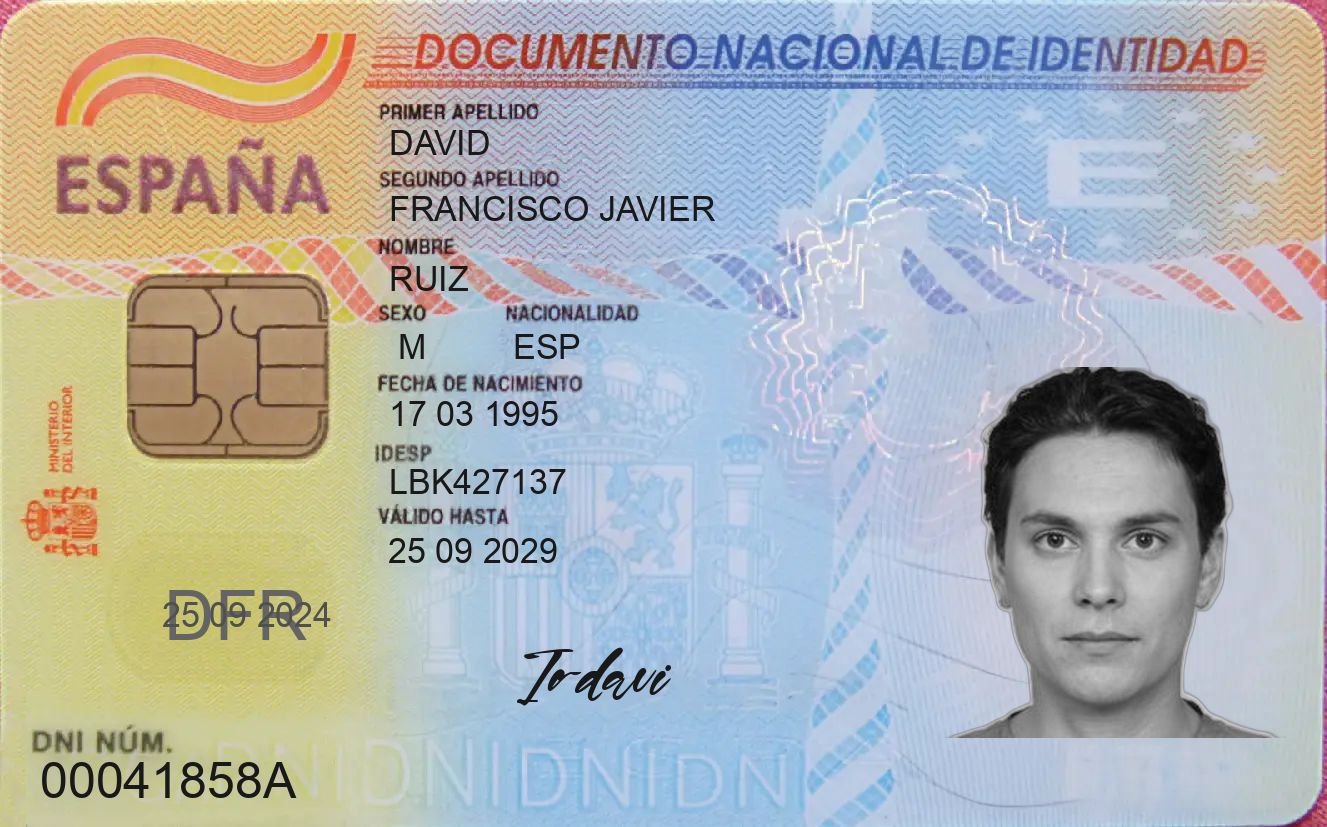 DOCUMENTO NACIONAL DE IDENTIDAD
ESPAÑA
PRIMER APELLIDO
DAVID
SEGUNDO APELLIDO
FRANCISCO JAVIER
NOMBRE
RUIZ
SEXO NACIONALIDAD
M ESP
FECHA DE NACIMIENTO
17 03 1995
IDESP
LBK427137
VÁLIDO HASTA
25 09 2029
MINISTERIO
DEL INTERIOR
E
DFR
25 09 2024
Irdavi
DNI NÚM.
00041858A
DNIDNIDNIDNI